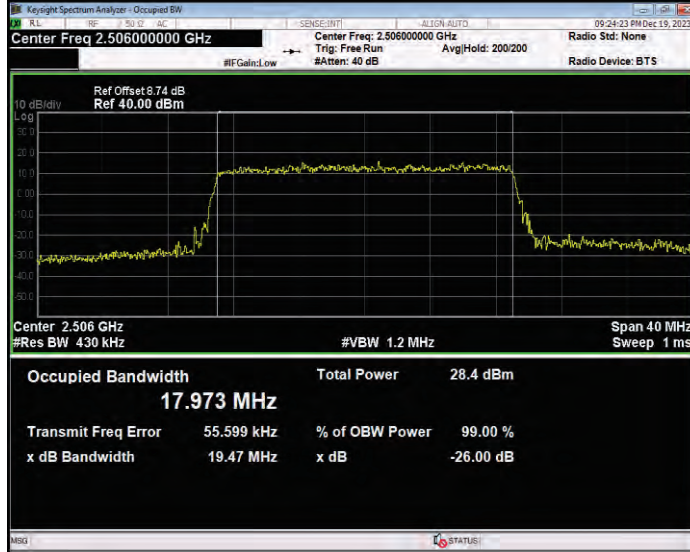 Keysight Spectrum Analyzer - Occupied BW
RL RF 50 Ω AC SENSE:INT ALIGN AUTO 09:24:23 PM Dec 19, 2023
Center Freq 2.506000000 GHz
Center Freq: 2.506000000 GHz
Radio Std: None
Trig: Free Run Avg|Hold: 200/200
#IFGain:Low #Atten: 40 dB Radio Device: BTS
Ref Offset 8.74 dB
10 dB/div Ref 40.00 dBm
Log
30.0
20.0
10.0
0.00
-10.0
-20.0
-30.0
-40.0
-50.0
Center 2.506 GHz Span 40 MHz
#Res BW 430 kHz #VBW 1.2 MHz Sweep 1 ms
Occupied Bandwidth Total Power 28.4 dBm
17.973 MHz
Transmit Freq Error 55.599 kHz % of OBW Power 99.00 %
x dB Bandwidth 19.47 MHz x dB -26.00 dB
MSG STATUS